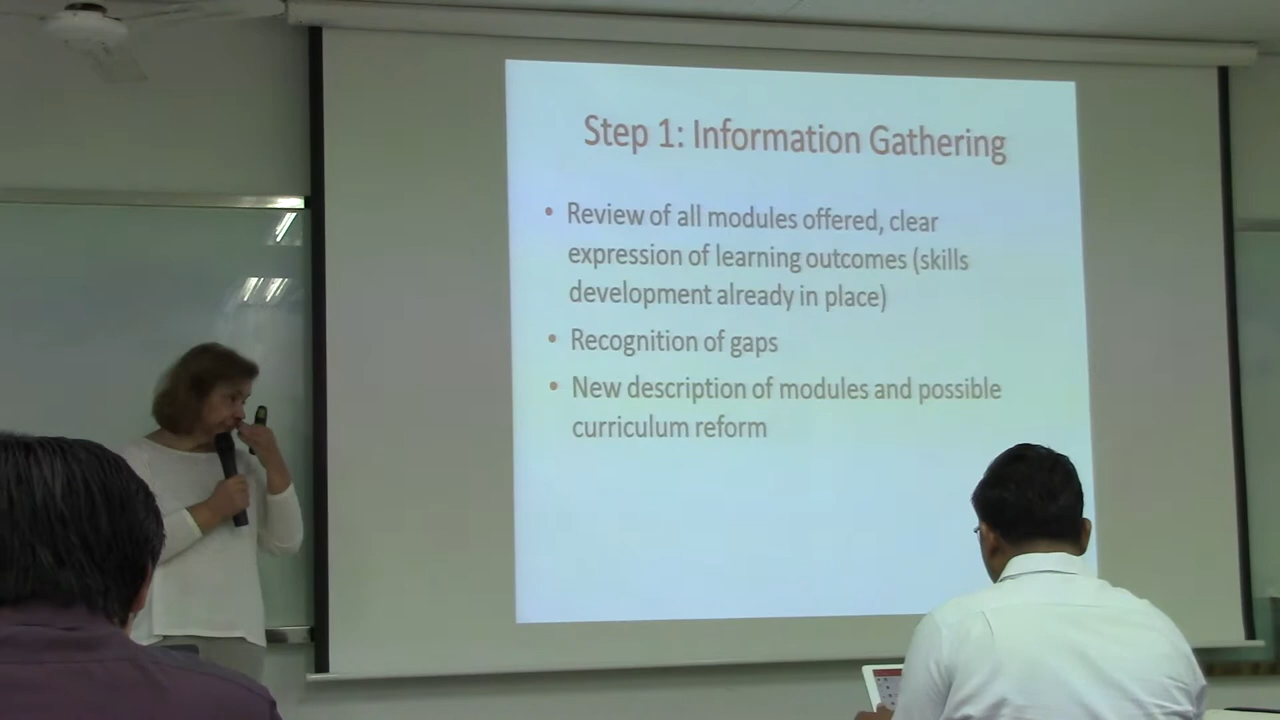 Step 1: Information Gathering
• Review of all modules offered, clear
expression of learning outcomes (skills
development already in place)
• Recognition of gaps
• New description of modules and possible
curriculum reform